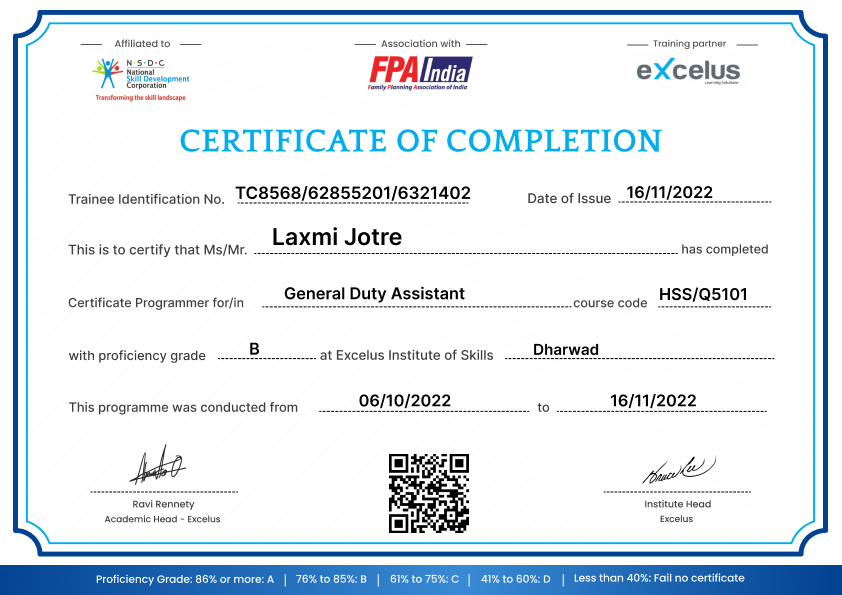 Affiliated to
N·S·D·C
National
Skill Development
Corporation
Transforming the skill landscape
Association with
FPA India
Family Planning Association of India
Training partner
eXcelus
Learning Solutions
CERTIFICATE OF COMPLETION
Trainee Identification No. TC8568/62855201/6321402 Date of Issue 16/11/2022
This is to certify that Ms/Mr. Laxmi Jotre has completed
Certificate Programmer for/in General Duty Assistant course code HSS/Q5101
with proficiency grade B at Excelus Institute of Skills Dharwad
This programme was conducted from 06/10/2022 to 16/11/2022
Ravi Rennety
Academic Head - Excelus
Institute Head
Excelus
Proficiency Grade: 86% or more: A | 76% to 85%: B | 61% to 75%: C | 41% to 60%: D | Less than 40%: Fail no certificate